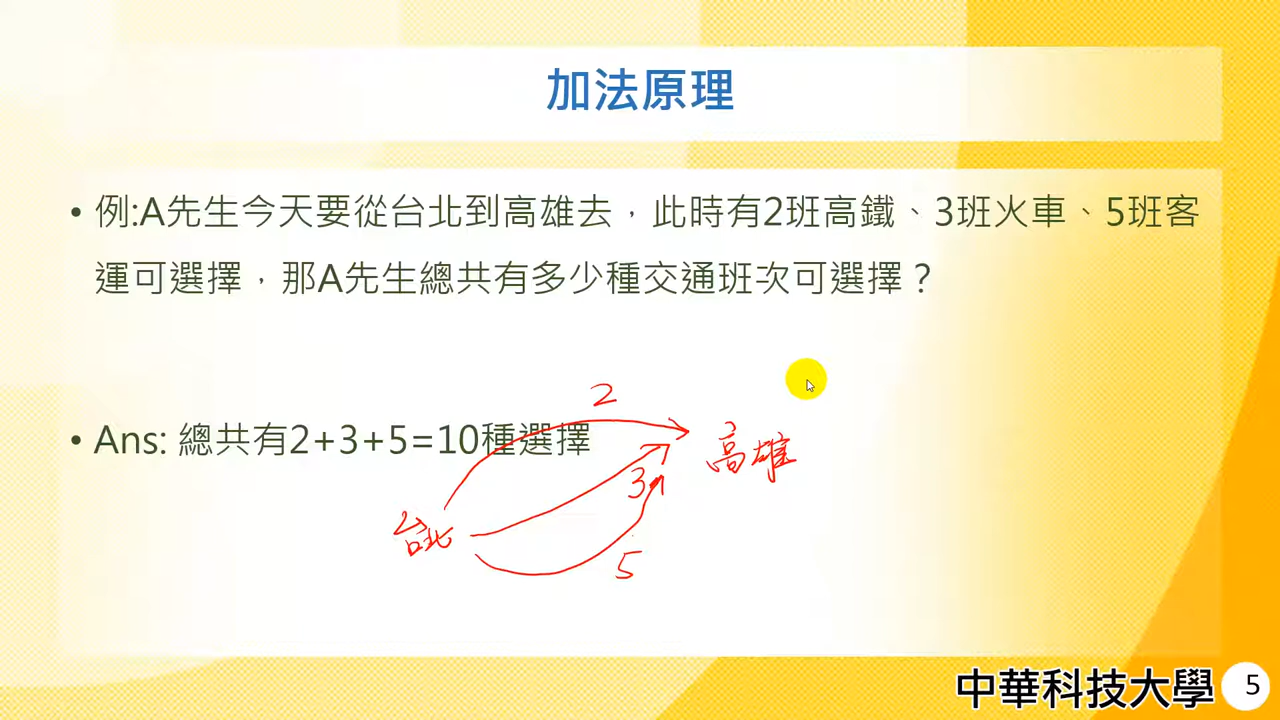 加法原理
• 例:A先生今天要從台北到高雄去，此時有2班高鐵、3班火車、5班客
運可選擇，那A先生總共有多少種交通班次可選擇？
2
• Ans: 總共有2+3+5=10種選擇
高雄
3
台北
5
中華科技大學
5